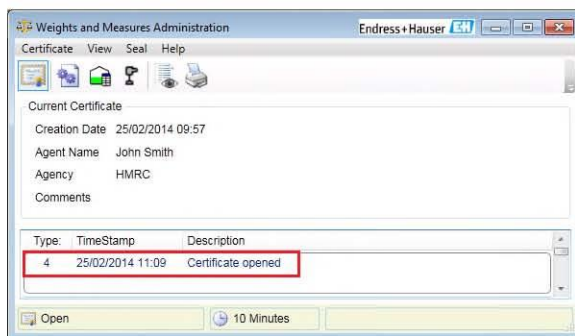 Weights and Measures Administration
Endress+Hauser EH
Certificate View Seal Help
Current Certificate
Creation Date 25/02/2014 09:57
Agent Name John Smith
Agency HMRC
Comments
Type: TimeStamp Description
4 25/02/2014 11:09 Certificate opened
Open 10 Minutes